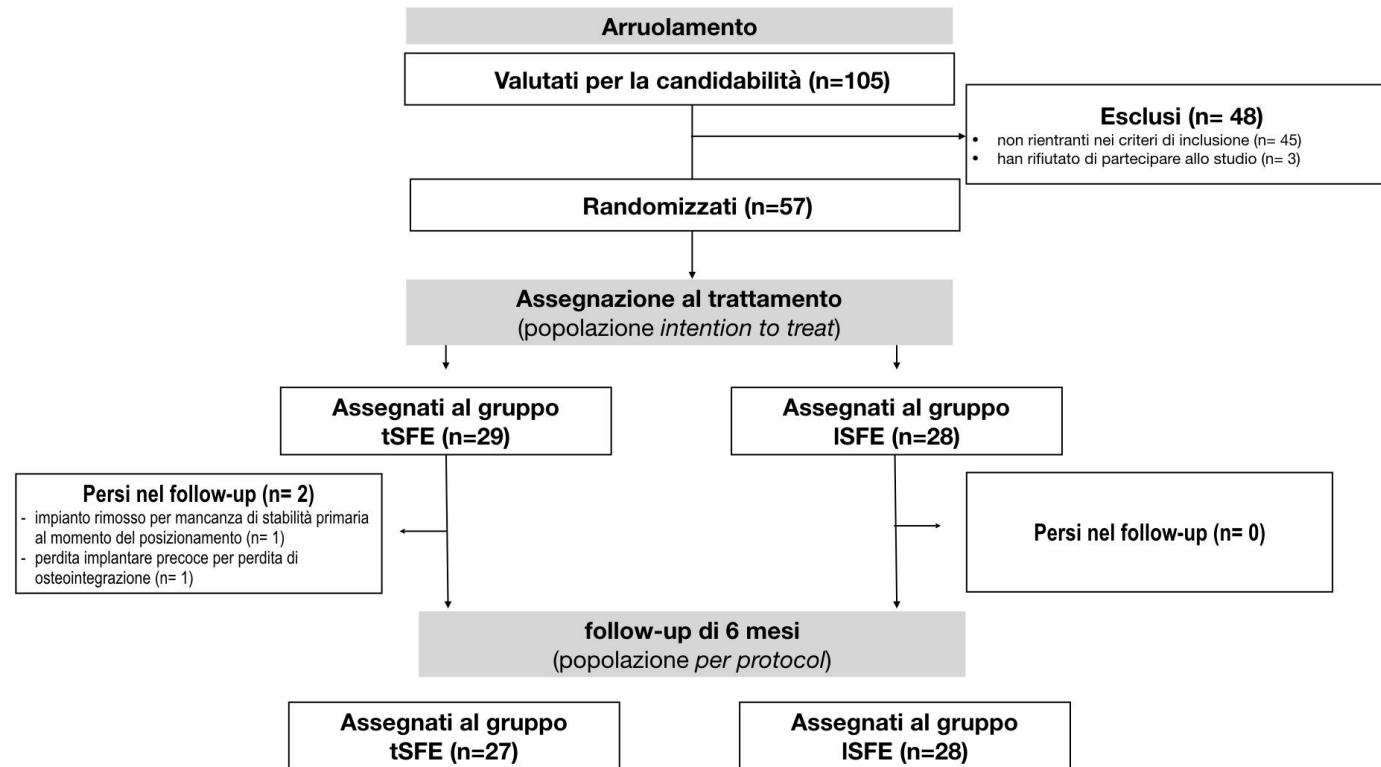 Arruolamento
Valutati per la candidabilità (n=105)
Esclusi (n= 48)
• non rientranti nei criteri di inclusione (n= 45)
• han rifiutato di partecipare allo studio (n= 3)
Randomizzati (n=57)
Assegnazione al trattamento
(popolazione intention to treat)
Assegnati al gruppo
tSFE (n=29)
Assegnati al gruppo
lSFE (n=28)
Persi nel follow-up (n= 2)
- impianto rimosso per mancanza di stabilità primaria
al momento del posizionamento (n= 1)
- perdita implantare precoce per perdita di
osteointegrazione (n= 1)
Persi nel follow-up (n= 0)
follow-up di 6 mesi
(popolazione per protocol)
Assegnati al gruppo
tSFE (n=27)
Assegnati al gruppo
lSFE (n=28)